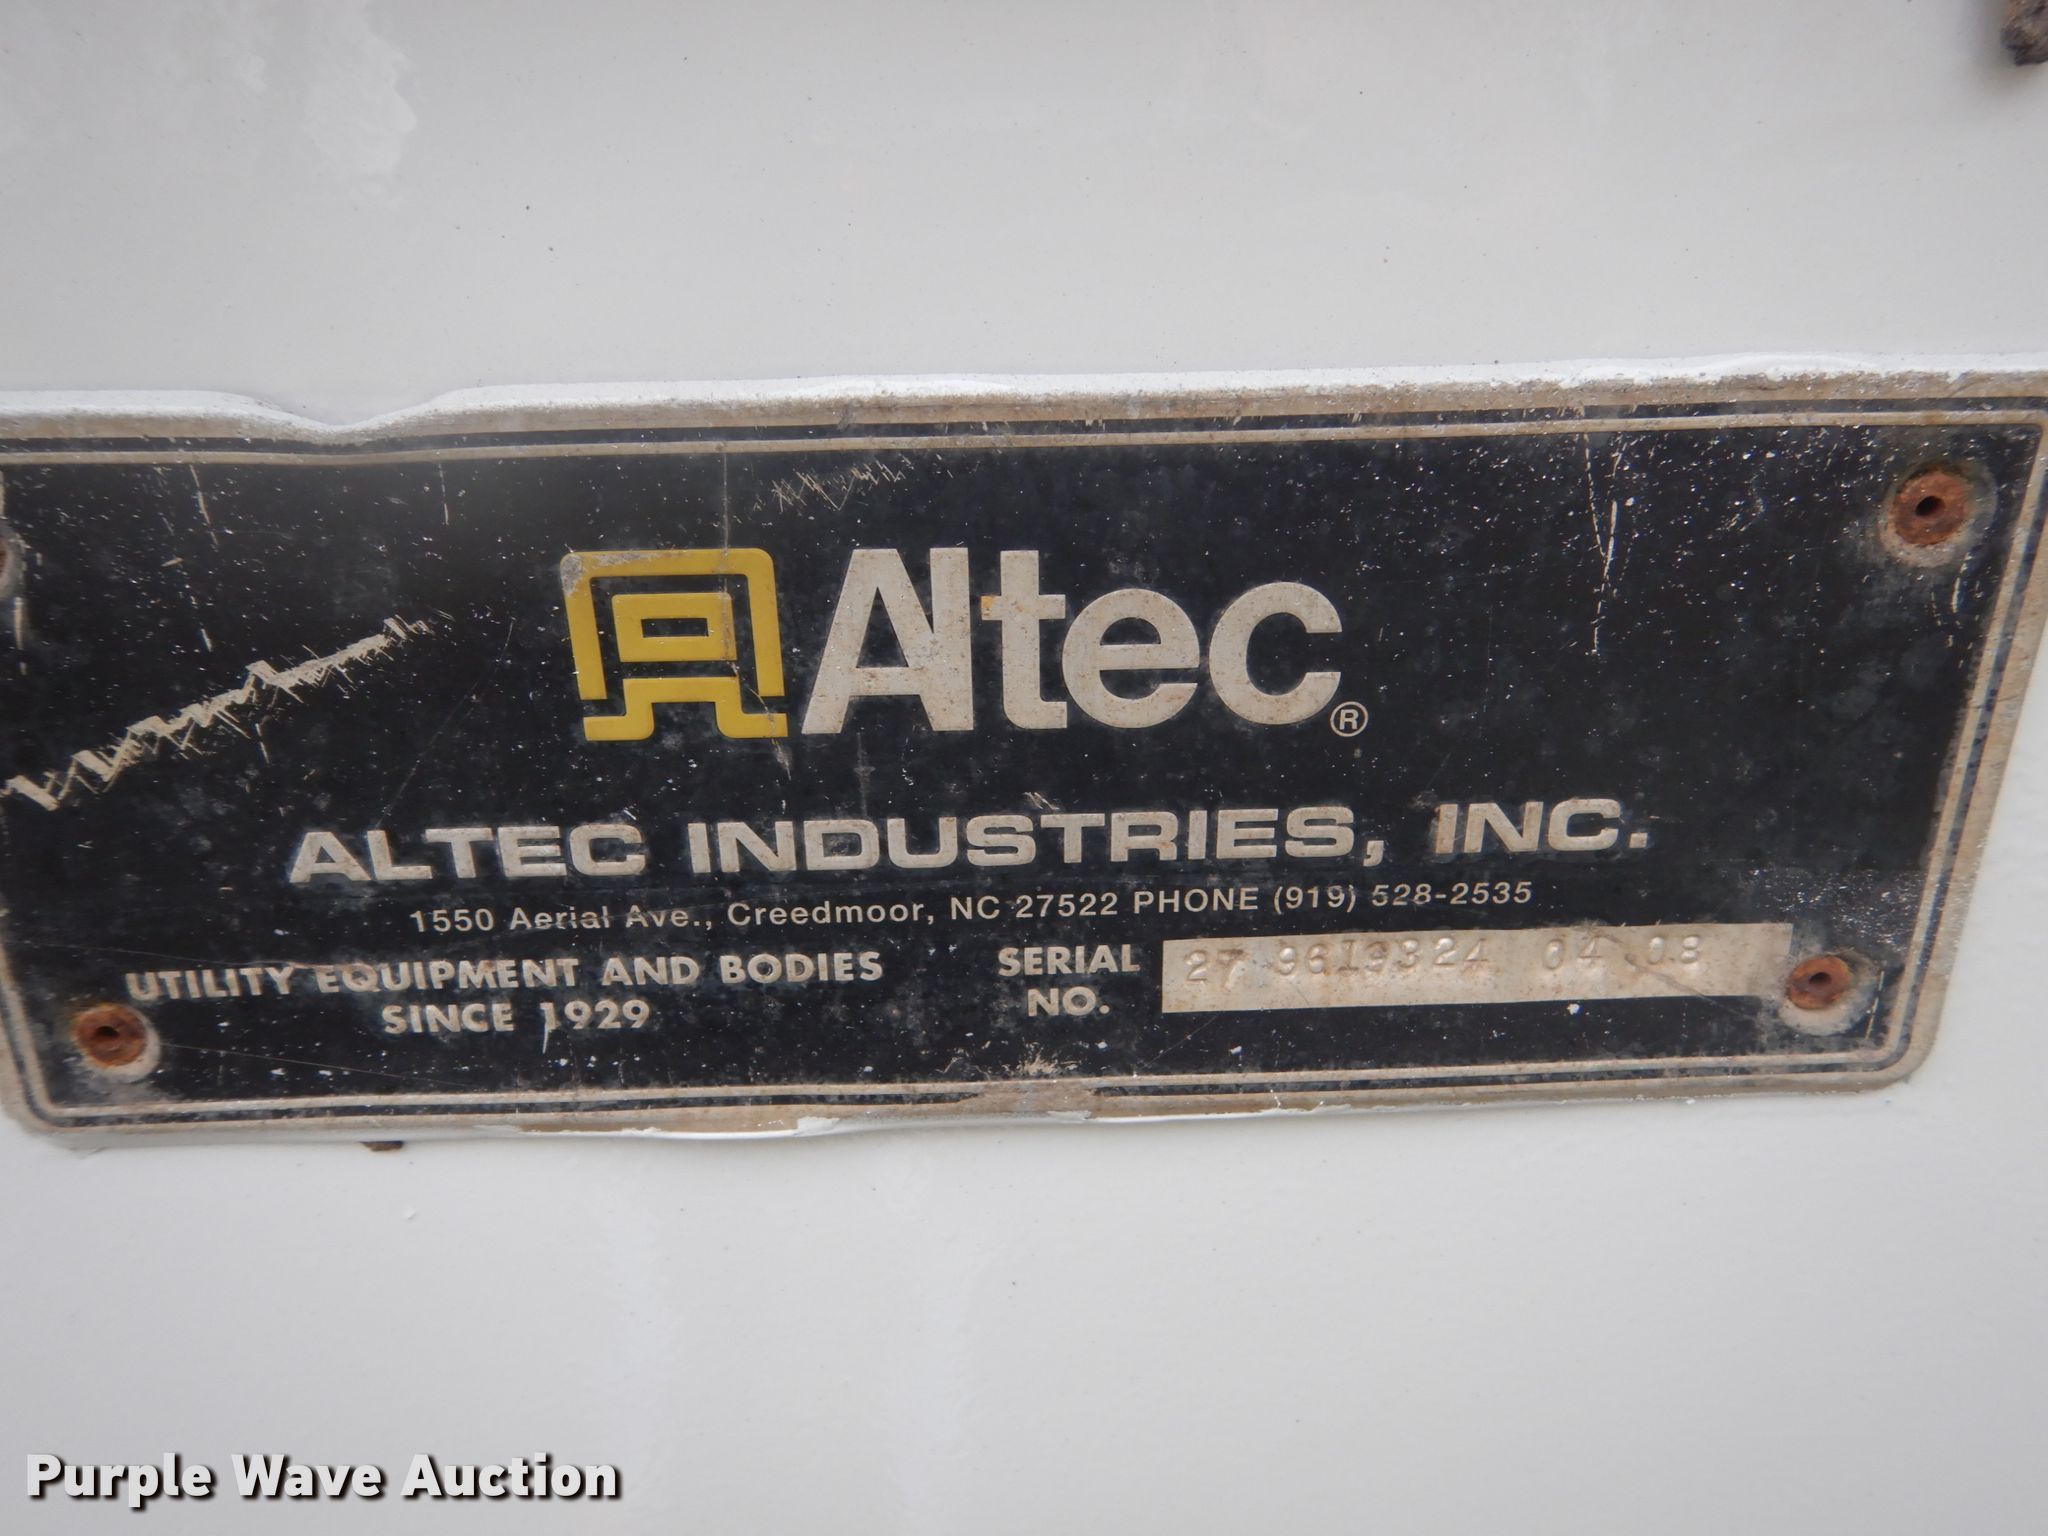 Altec®
ALTEC INDUSTRIES, INC.
1550 Aerial Ave., Creedmoor, NC 27522 PHONE (919) 528-2535
UTILITY EQUIPMENT AND BODIES
SINCE 1929
SERIAL NO.
27 9619324 04 08
Purple Wave Auction